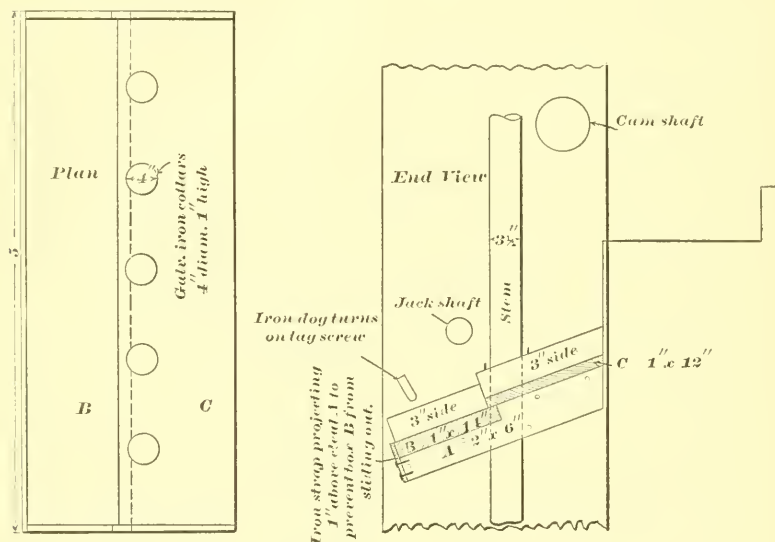 Plan
4"
Galv. iron collars
4" diam. 1" high
5'
B
C
End View
Cam shaft
3½"
Stem
Jack shaft
Iron dog turns
on lag screw
3" side
C 1" x 12"
3" side
B 1" x 14"
A 2" x 6"
Iron strap projecting
1" above cleat A to
prevent box B from
sliding out.